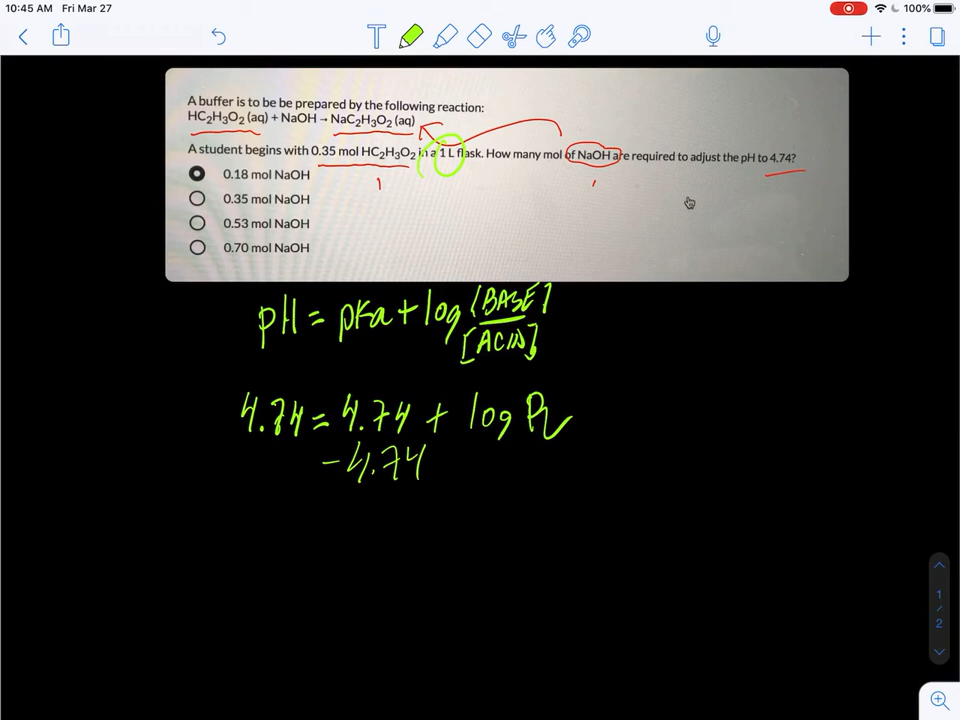 10:45 AM Fri Mar 27
100%
A buffer is to be be prepared by the following reaction:
HC2H3O2 (aq) + NaOH → NaC2H3O2 (aq)
A student begins with 0.35 mol HC2H3O2 in a 1 L flask. How many mol of NaOH are required to adjust the pH to 4.74?
0.18 mol NaOH
0.35 mol NaOH
0.53 mol NaOH
0.70 mol NaOH
pH = pKa + log [BASE]
[ACID]
4.74 = 4.74 + log
-4.74
1
/
2